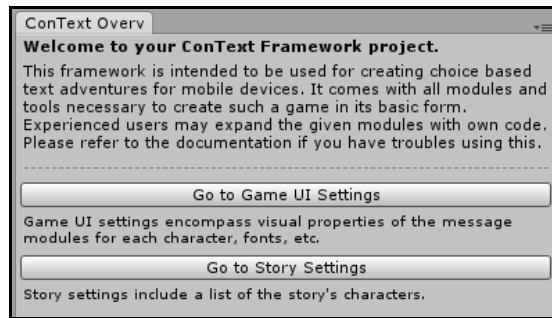 ConText Overv
Welcome to your ConText Framework project.
This framework is intended to be used for creating choice based
text adventures for mobile devices. It comes with all modules and
tools necessary to create such a game in its basic form.
Experienced users may expand the given modules with own code.
Please refer to the documentation if you have troubles using this.
Go to Game UI Settings
Game UI settings encompass visual properties of the message
modules for each character, fonts, etc.
Go to Story Settings
Story settings include a list of the story's characters.